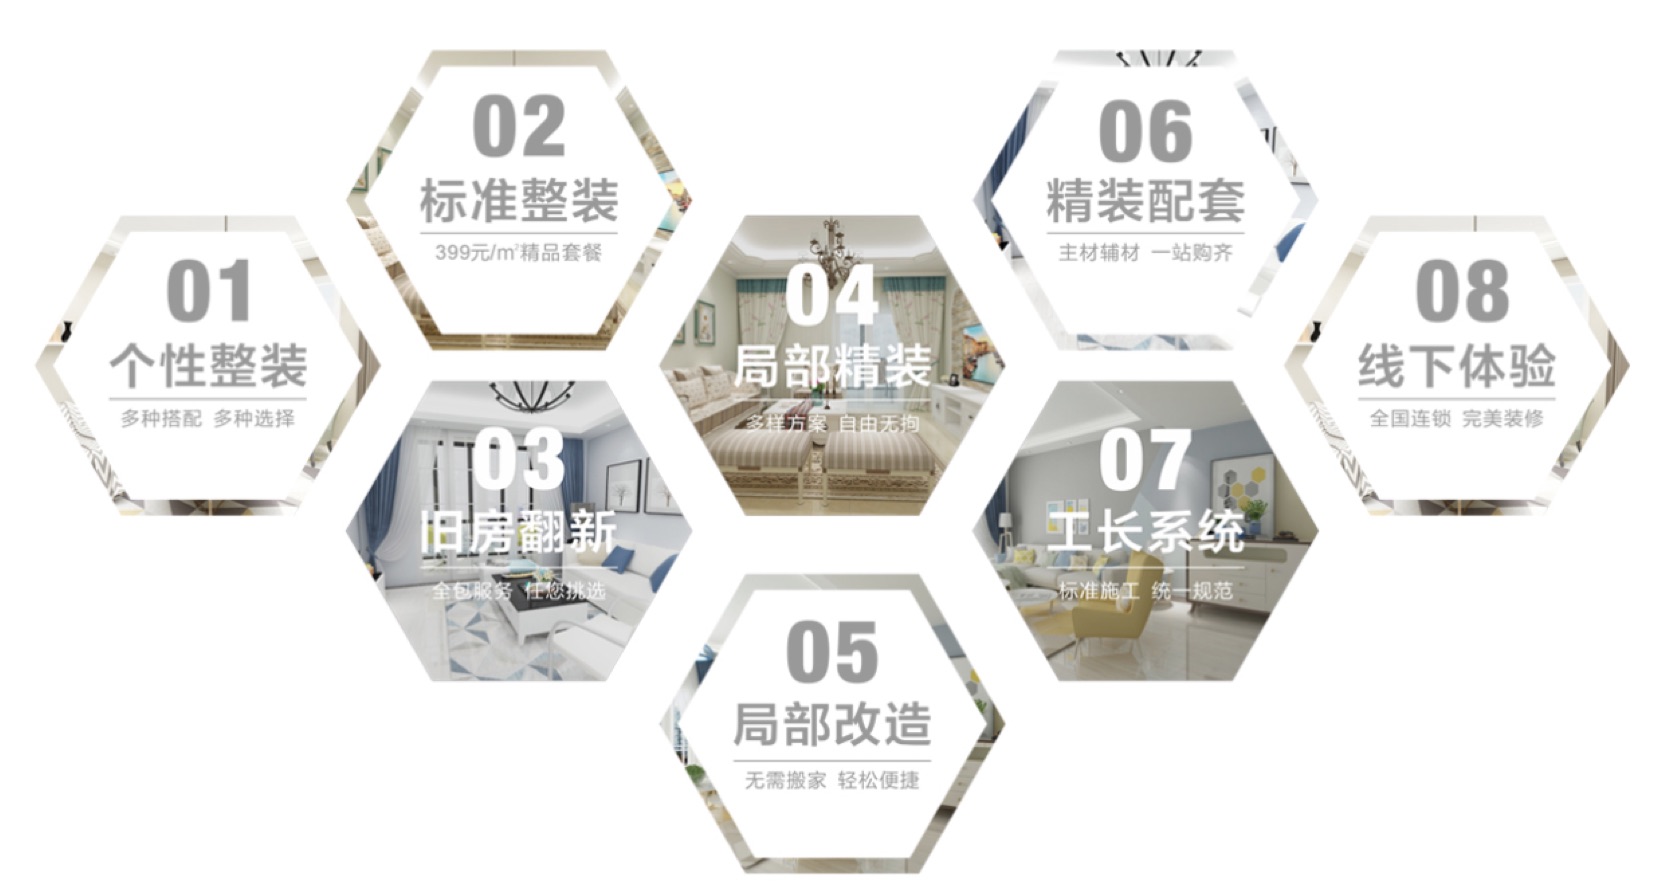 01
个性整装
多种搭配 多种选择
02
标准整装
399元/m²精品套餐
03
旧房翻新
全包服务 任您挑选
04
局部精装
多样方案 自由无拘
05
局部改造
无需搬家 轻松便捷
06
精装配套
主材辅材 一站购齐
07
工长系统
标准施工 统一规范
08
线下体验
全国连锁 完美装修